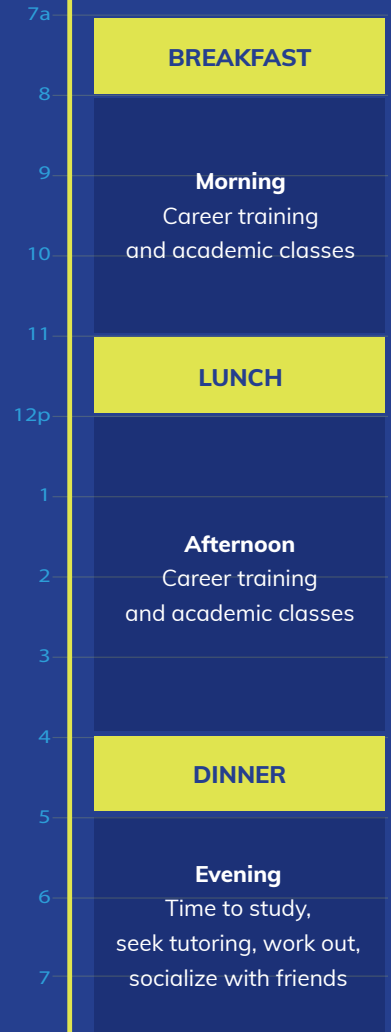 7a
BREAKFAST
8
9
Morning
Career training
10
and academic classes
11
LUNCH
12p
1
Afternoon
2
Career training
and academic classes
3
4
DINNER
5
Evening
6
Time to study,
seek tutoring, work out,
7
socialize with friends